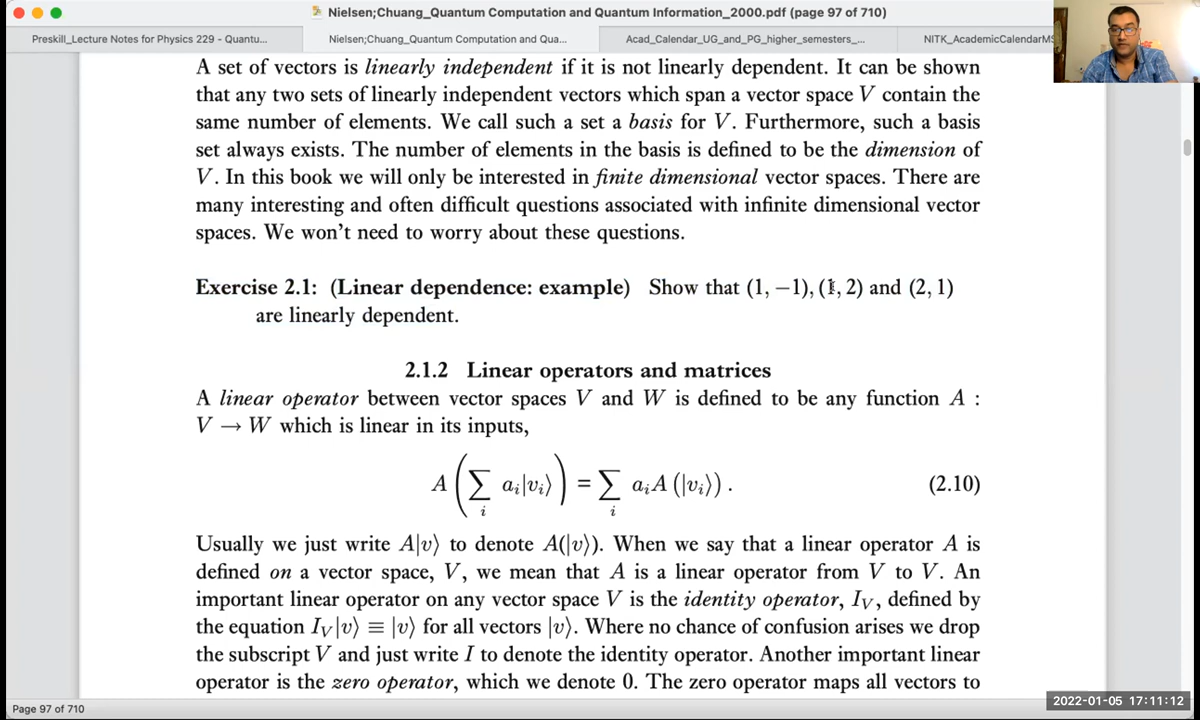 Nielsen;Chuang_Quantum Computation and Quantum Information_2000.pdf (page 97 of 710)
Preskill_Lecture Notes for Physics 229 - Quantu...
Nielsen;Chuang_Quantum Computation and Qua...
Acad_Calendar_UG_and_PG_higher_semesters_...
NITK_AcademicCalendarMS
A set of vectors is linearly independent if it is not linearly dependent. It can be shown
that any two sets of linearly independent vectors which span a vector space V contain the
same number of elements. We call such a set a basis for V. Furthermore, such a basis
set always exists. The number of elements in the basis is defined to be the dimension of
V. In this book we will only be interested in finite dimensional vector spaces. There are
many interesting and often difficult questions associated with infinite dimensional vector
spaces. We won't need to worry about these questions.
Exercise 2.1: (Linear dependence: example) Show that (1, −1), (1, 2) and (2, 1)
are linearly dependent.
2.1.2 Linear operators and matrices
A linear operator between vector spaces V and W is defined to be any function A :
V → W which is linear in its inputs,
A(∑_i a_i|v_i⟩) = ∑_i a_i A(|v_i⟩). (2.10)
Usually we just write A|v⟩ to denote A(|v⟩). When we say that a linear operator A is
defined on a vector space, V, we mean that A is a linear operator from V to V. An
important linear operator on any vector space V is the identity operator, I_V, defined by
the equation I_V|v⟩ ≡ |v⟩ for all vectors |v⟩. Where no chance of confusion arises we drop
the subscript V and just write I to denote the identity operator. Another important linear
operator is the zero operator, which we denote 0. The zero operator maps all vectors to
Page 97 of 710
2022-01-05 17:11:12